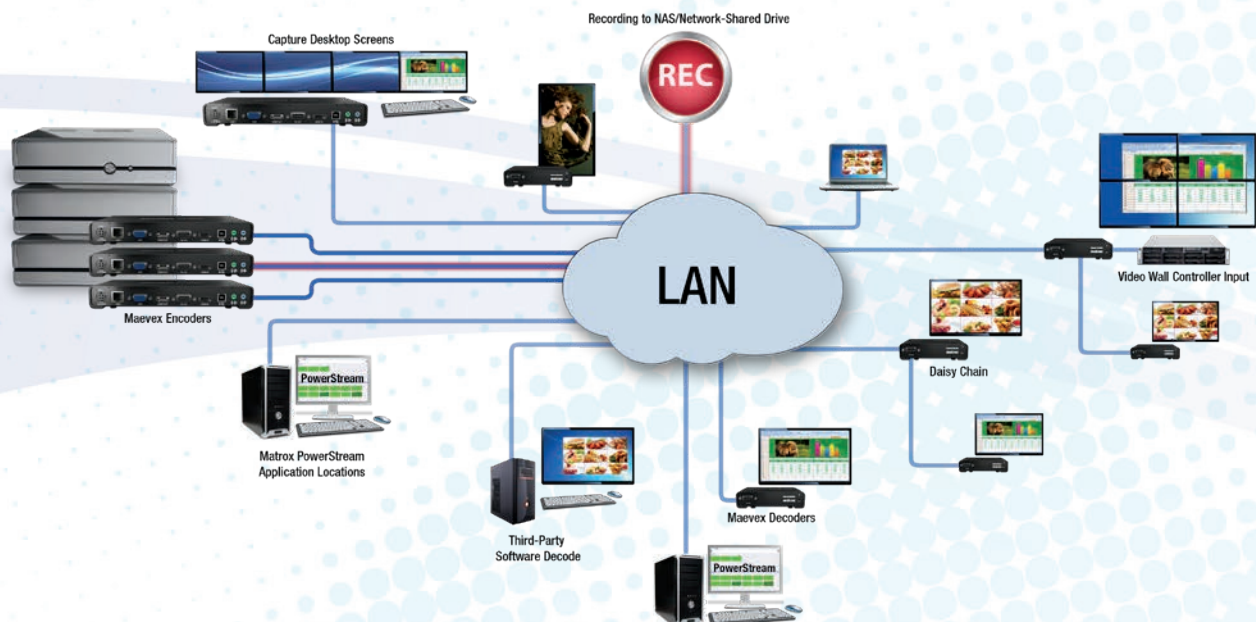 Recording to NAS/Network-Shared Drive
Capture Desktop Screens
REC
LAN
Video Wall Controller Input
Maevex Encoders
Daisy Chain
PowerStream
Matrox PowerStream
Application Locations
Maevex Decoders
Third-Party
Software Decode
PowerStream